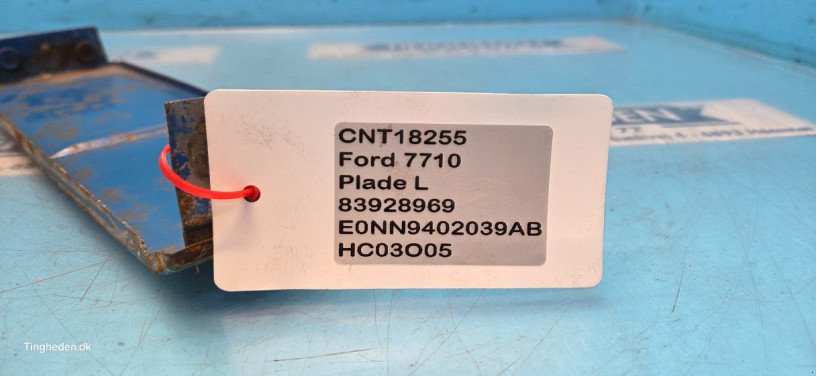 CNT18255
Ford 7710
Plade L
83928969
E0NN9402039AB
HC03O05
Tingheden.dk